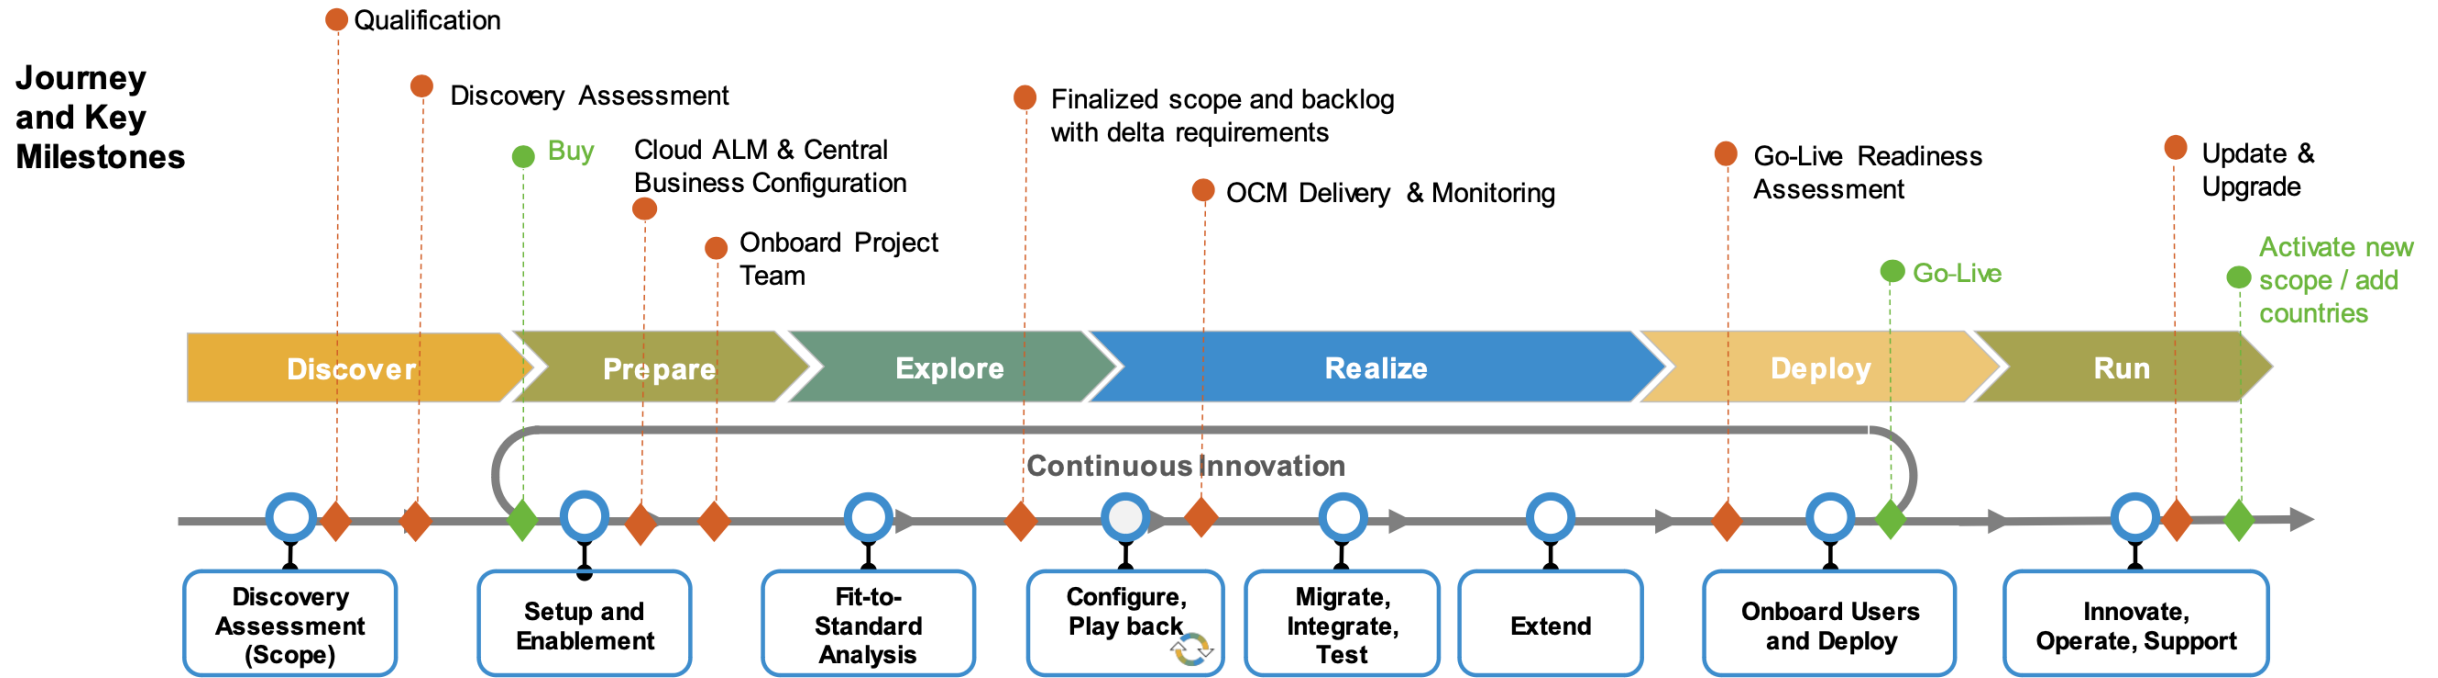 Journey
and Key
Milestones
Qualification
Discovery Assessment
Buy
Cloud ALM & Central
Business Configuration
Onboard Project
Team
Finalized scope and backlog
with delta requirements
OCM Delivery & Monitoring
Go-Live Readiness
Assessment
Go-Live
Update &
Upgrade
Activate new
scope / add
countries
Discover
Prepare
Explore
Realize
Deploy
Run
Continuous Innovation
Discovery
Assessment
(Scope)
Setup and
Enablement
Fit-to-
Standard
Analysis
Configure,
Play back
Migrate,
Integrate,
Test
Extend
Onboard Users
and Deploy
Innovate,
Operate, Support